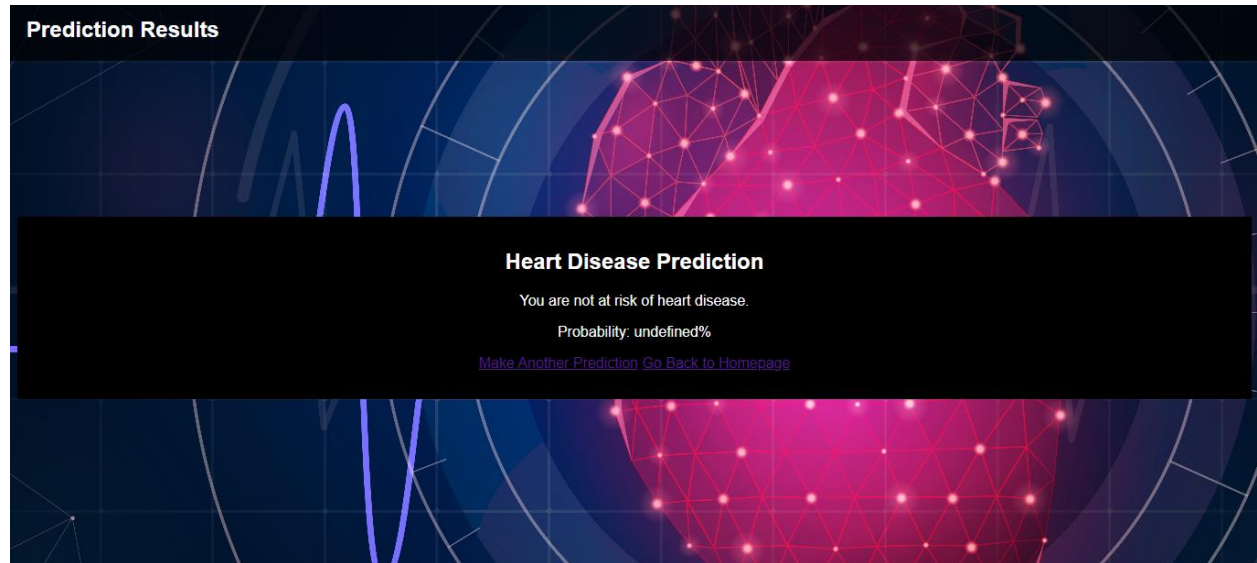 Prediction Results
Heart Disease Prediction
You are not at risk of heart disease.
Probability: undefined%
Make Another Prediction Go Back to Homepage